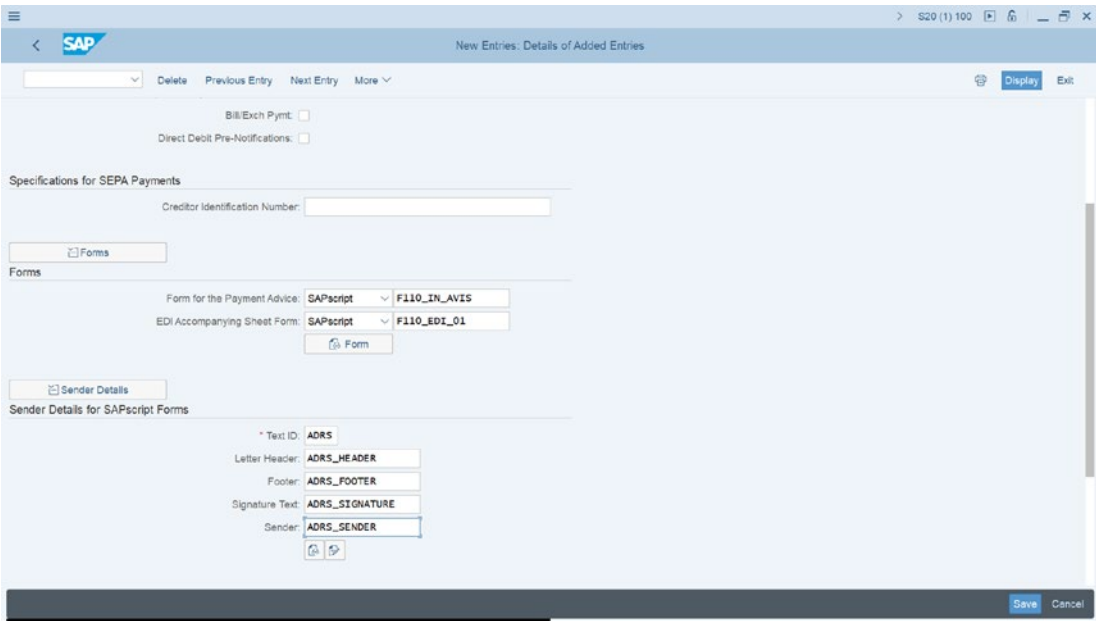 S20 (1) 100
SAP
New Entries: Details of Added Entries
Delete Previous Entry Next Entry More Display Exit
Bill/Exch Pymt:
Direct Debit Pre-Notifications:
Specifications for SEPA Payments
Creditor Identification Number:
Forms
Forms
Form for the Payment Advice: SAPscript F110_IN_AVIS
EDI Accompanying Sheet Form: SAPscript F110_EDI_01
Form
Sender Details
Sender Details for SAPscript Forms
* Text ID: ADRS
Letter Header: ADRS_HEADER
Footer: ADRS_FOOTER
Signature Text: ADRS_SIGNATURE
Sender: ADRS_SENDER
Save Cancel